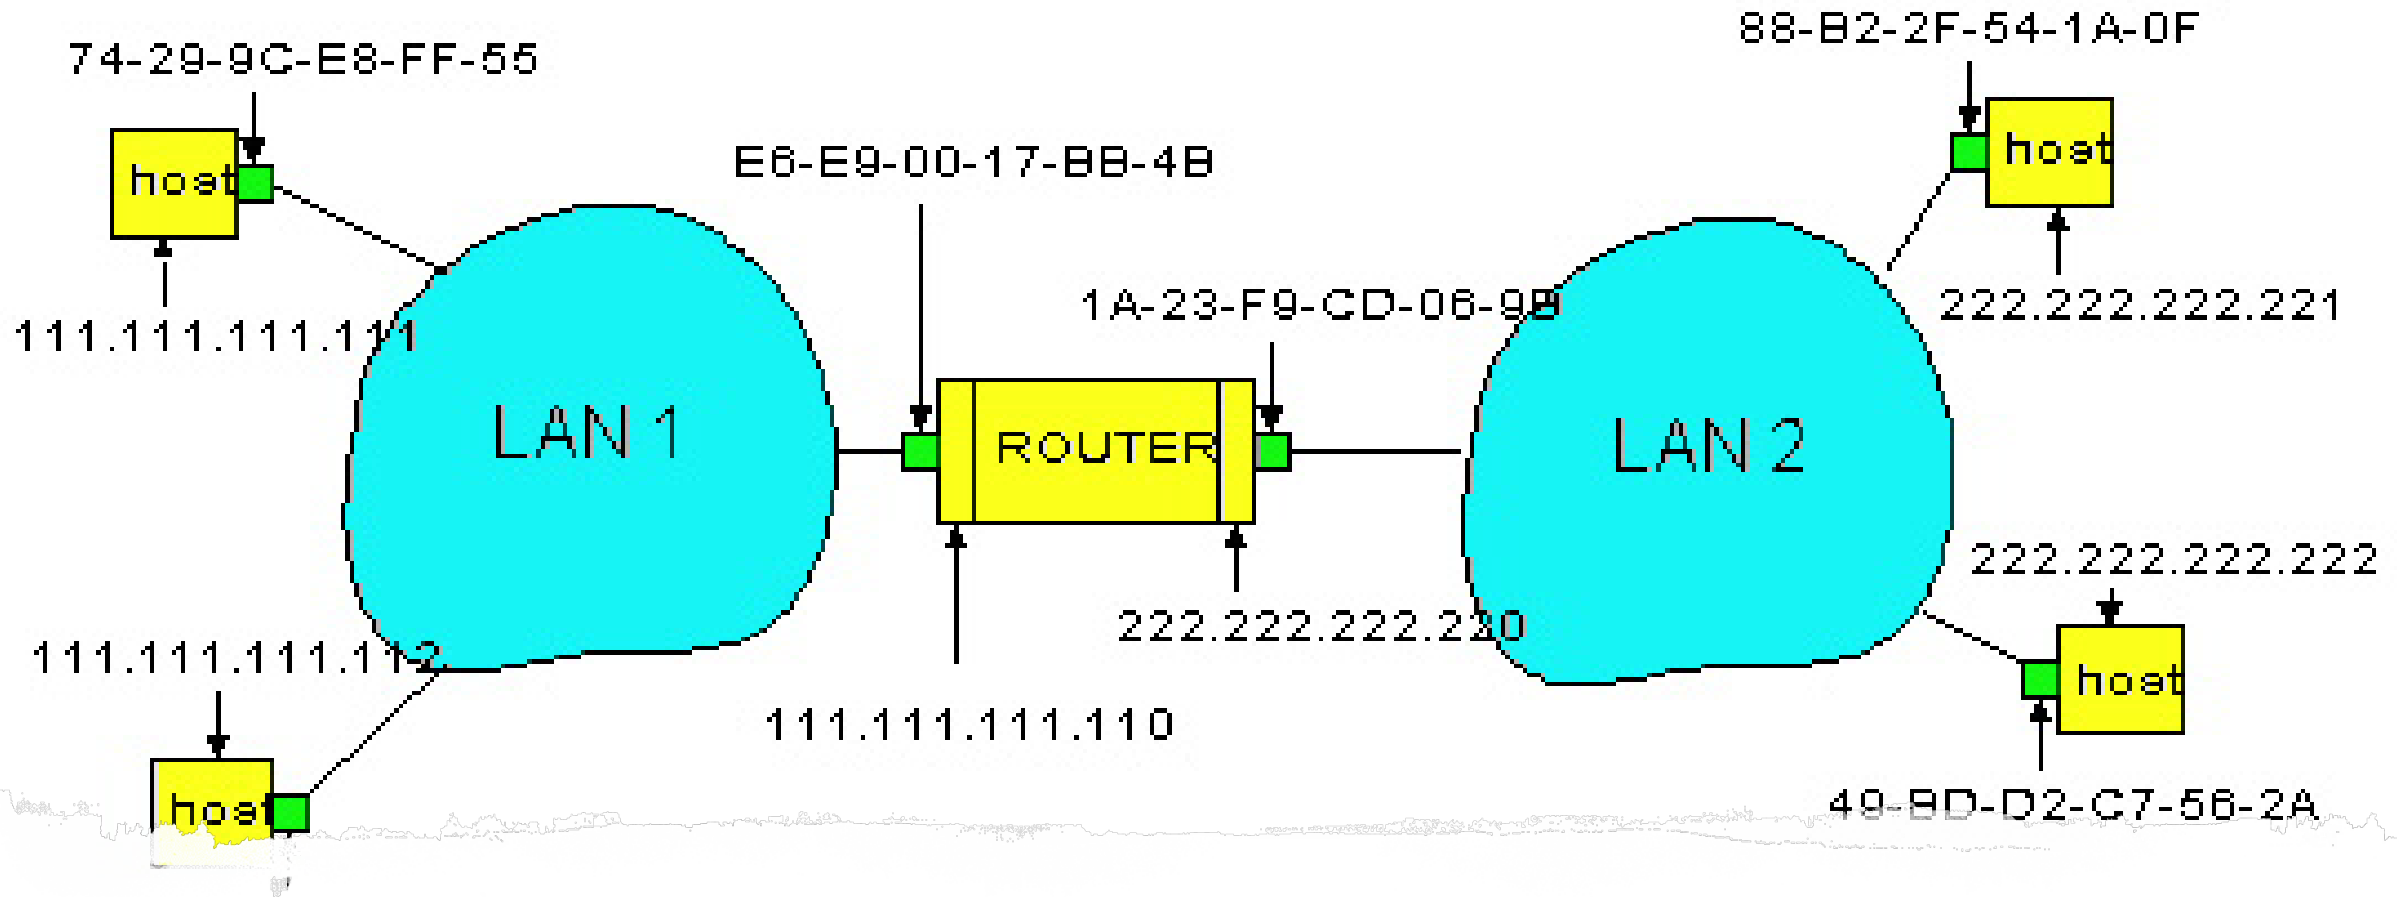 88-B2-2F-54-1A-0F
74-29-9C-E8-FF-55
host
host
E6-E9-00-17-BB-4B
1A-23-F9-CD-06-9B
222.222.222.221
111.111.111.111
LAN 1
ROUTER
LAN 2
222.222.222.222
222.222.222.220
111.111.111.112
host
111.111.111.110
host
49-BD-D2-C7-56-2A